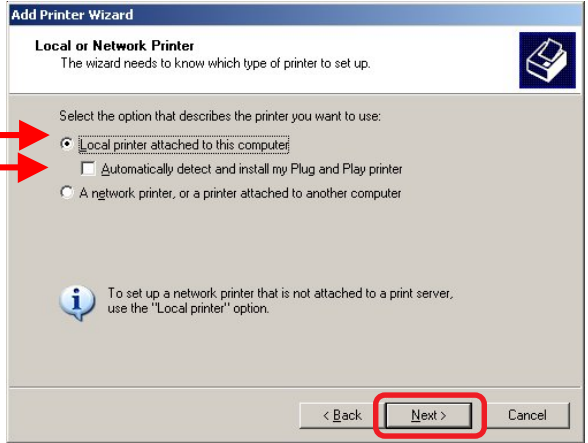 Add Printer Wizard
Local or Network Printer
The wizard needs to know which type of printer to set up.
Select the option that describes the printer you want to use:
Local printer attached to this computer
Automatically detect and install my Plug and Play printer
A network printer, or a printer attached to another computer
To set up a network printer that is not attached to a print server,
use the "Local printer" option.
< Back Next > Cancel